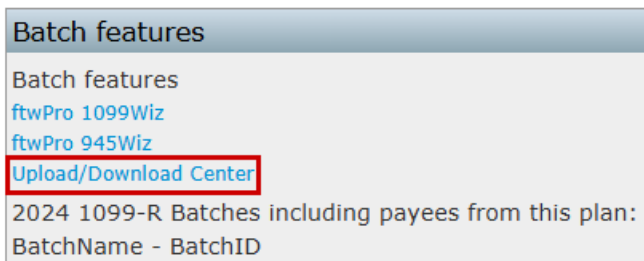 Batch features
Batch features
ftwPro 1099Wiz
ftwPro 945Wiz
Upload/Download Center
2024 1099-R Batches including payees from this plan:
BatchName - BatchID